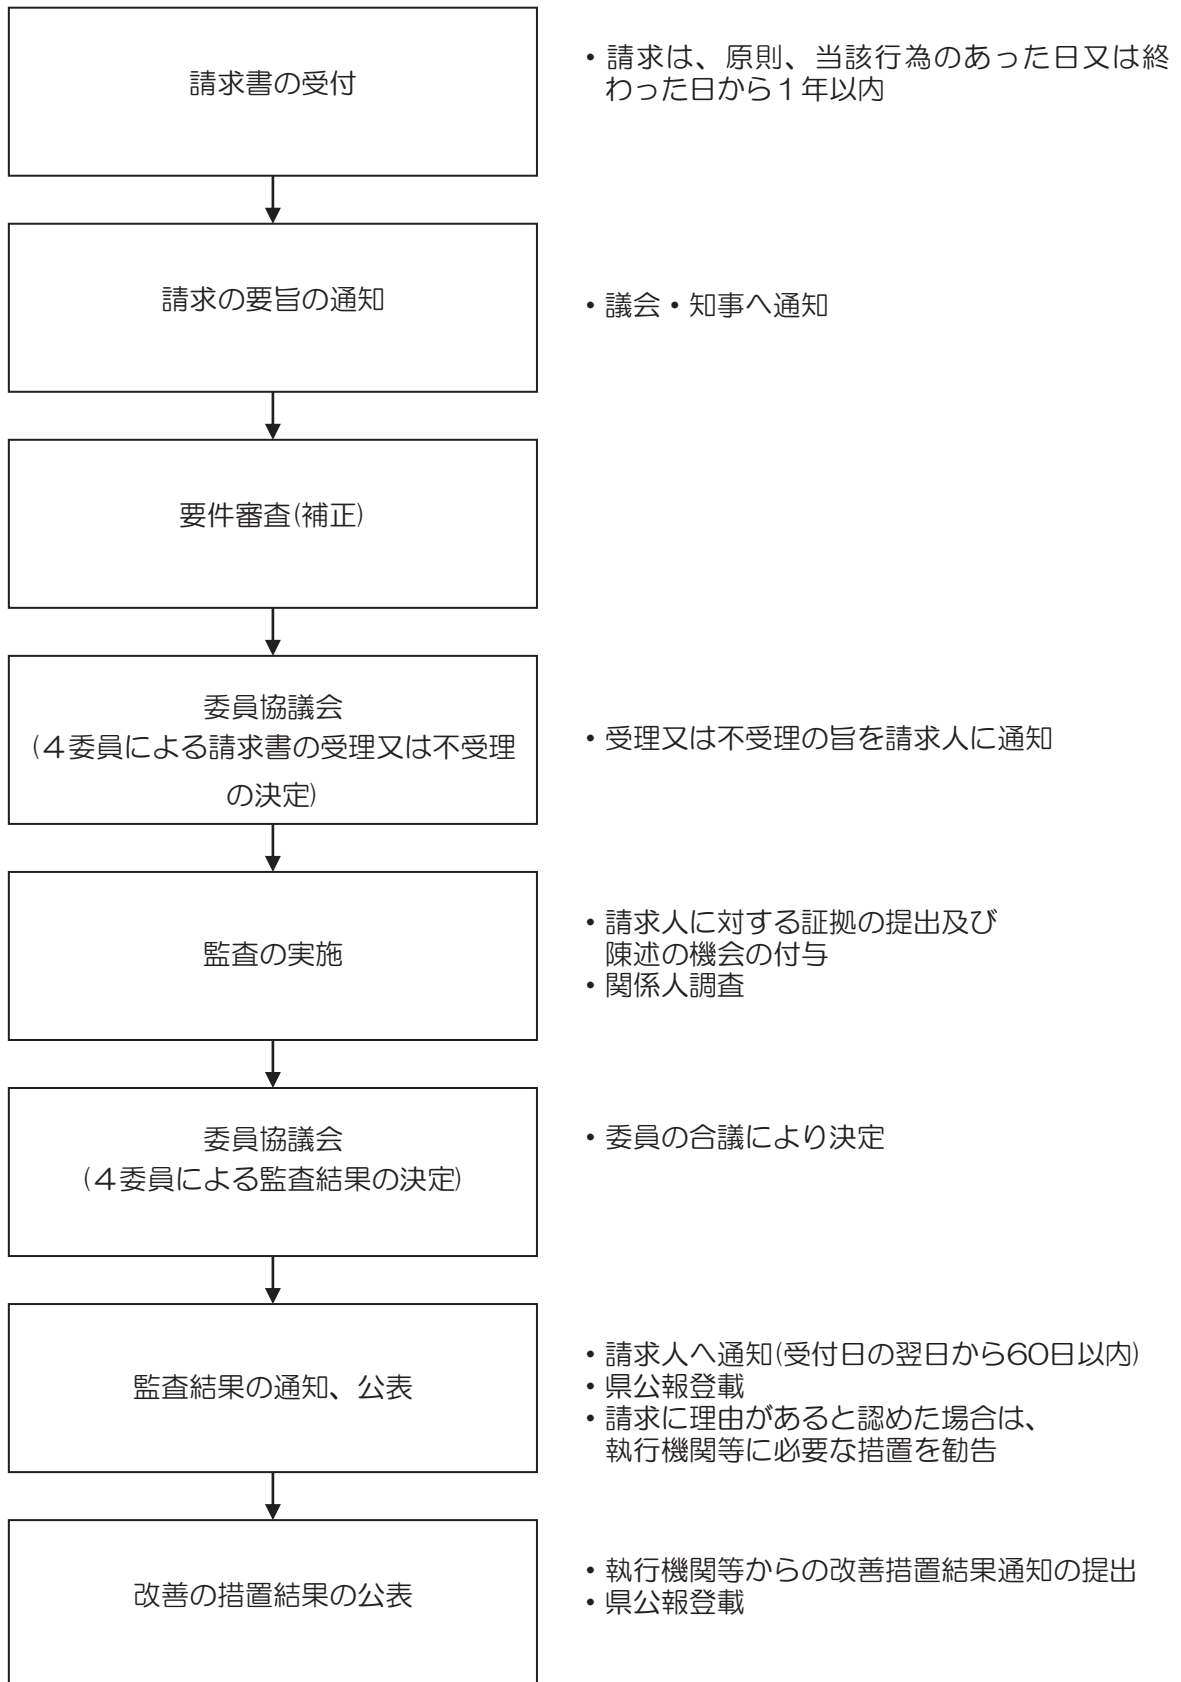 請求書の受付
・請求は、原則、当該行為のあった日又は終
わった日から１年以内
請求の要旨の通知
・議会・知事へ通知
要件審査(補正)
委員協議会
(４委員による請求書の受理又は不受理
の決定)
・受理又は不受理の旨を請求人に通知
監査の実施
・請求人に対する証拠の提出及び
陳述の機会の付与
・関係人調査
委員協議会
(４委員による監査結果の決定)
・委員の合議により決定
監査結果の通知、公表
・請求人へ通知(受付日の翌日から60日以内)
・県公報登載
・請求に理由があると認めた場合は、
執行機関等に必要な措置を勧告
改善の措置結果の公表
・執行機関等からの改善措置結果通知の提出
・県公報登載